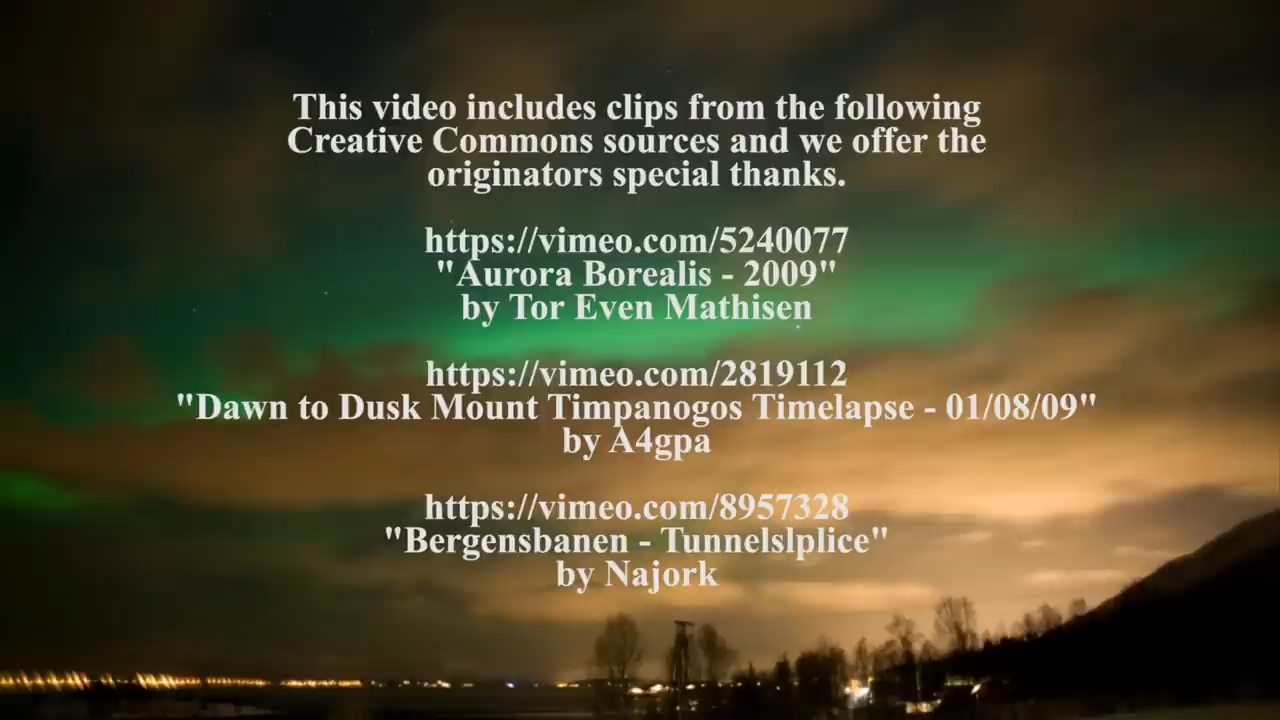 This video includes clips from the following
Creative Commons sources and we offer the
originators special thanks.
https://vimeo.com/5240077
"Aurora Borealis - 2009"
by Tor Even Mathisen
https://vimeo.com/2819112
"Dawn to Dusk Mount Timpanogos Timelapse - 01/08/09"
by A4gpa
https://vimeo.com/8957328
"Bergensbanen - Tunnelslplice"
by Najork